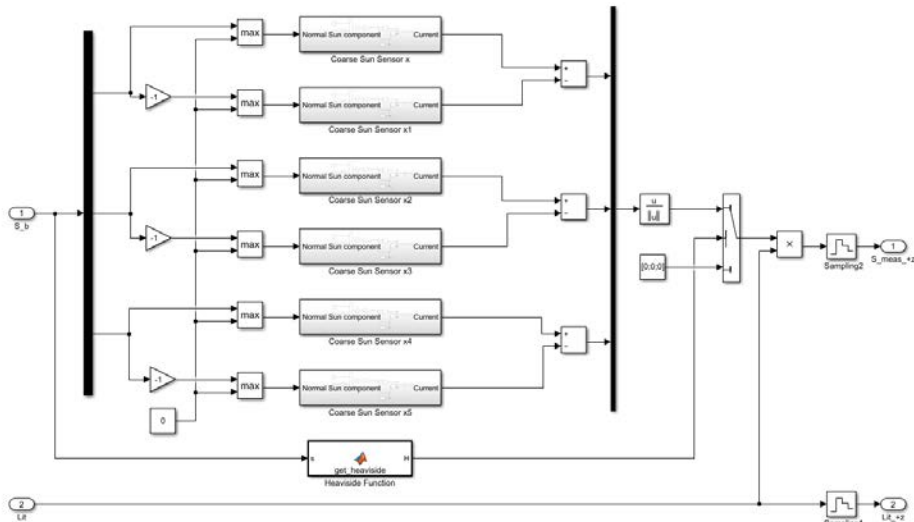 max
Normal Sun component Current
Coarse Sun Sensor x
-1
max
Normal Sun component Current
Coarse Sun Sensor x1
max
Normal Sun component Current
Coarse Sun Sensor x2
1
S_b
-1
max
Normal Sun component Current
Coarse Sun Sensor x3
u
||u||
[0;0;0]
×
Sampling2
1
S_meas_+z
max
Normal Sun component Current
Coarse Sun Sensor x4
-1
max
Normal Sun component Current
Coarse Sun Sensor x5
0
s get_heaviside H
Heaviside Function
2
Lit
2
Lit_+z
+
−
+
−
+
−